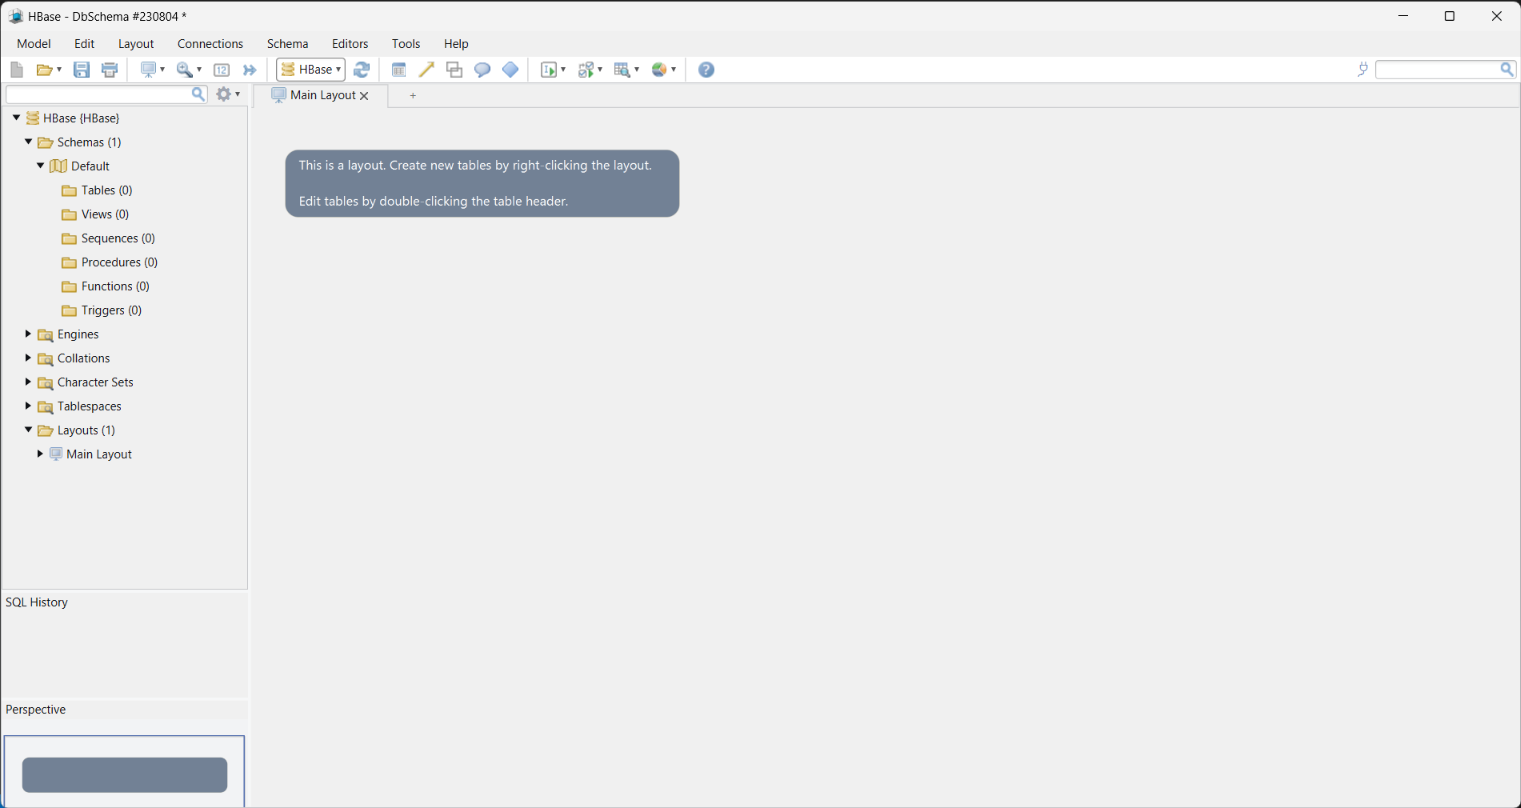 HBase - DbSchema #230804 *
Model Edit Layout Connections Schema Editors Tools Help
12 HBase
Main Layout +
HBase {HBase}
Schemas (1)
Default
Tables (0)
Views (0)
Sequences (0)
Procedures (0)
Functions (0)
Triggers (0)
Engines
Collations
Character Sets
Tablespaces
Layouts (1)
Main Layout
SQL History
Perspective
This is a layout. Create new tables by right-clicking the layout.
Edit tables by double-clicking the table header.